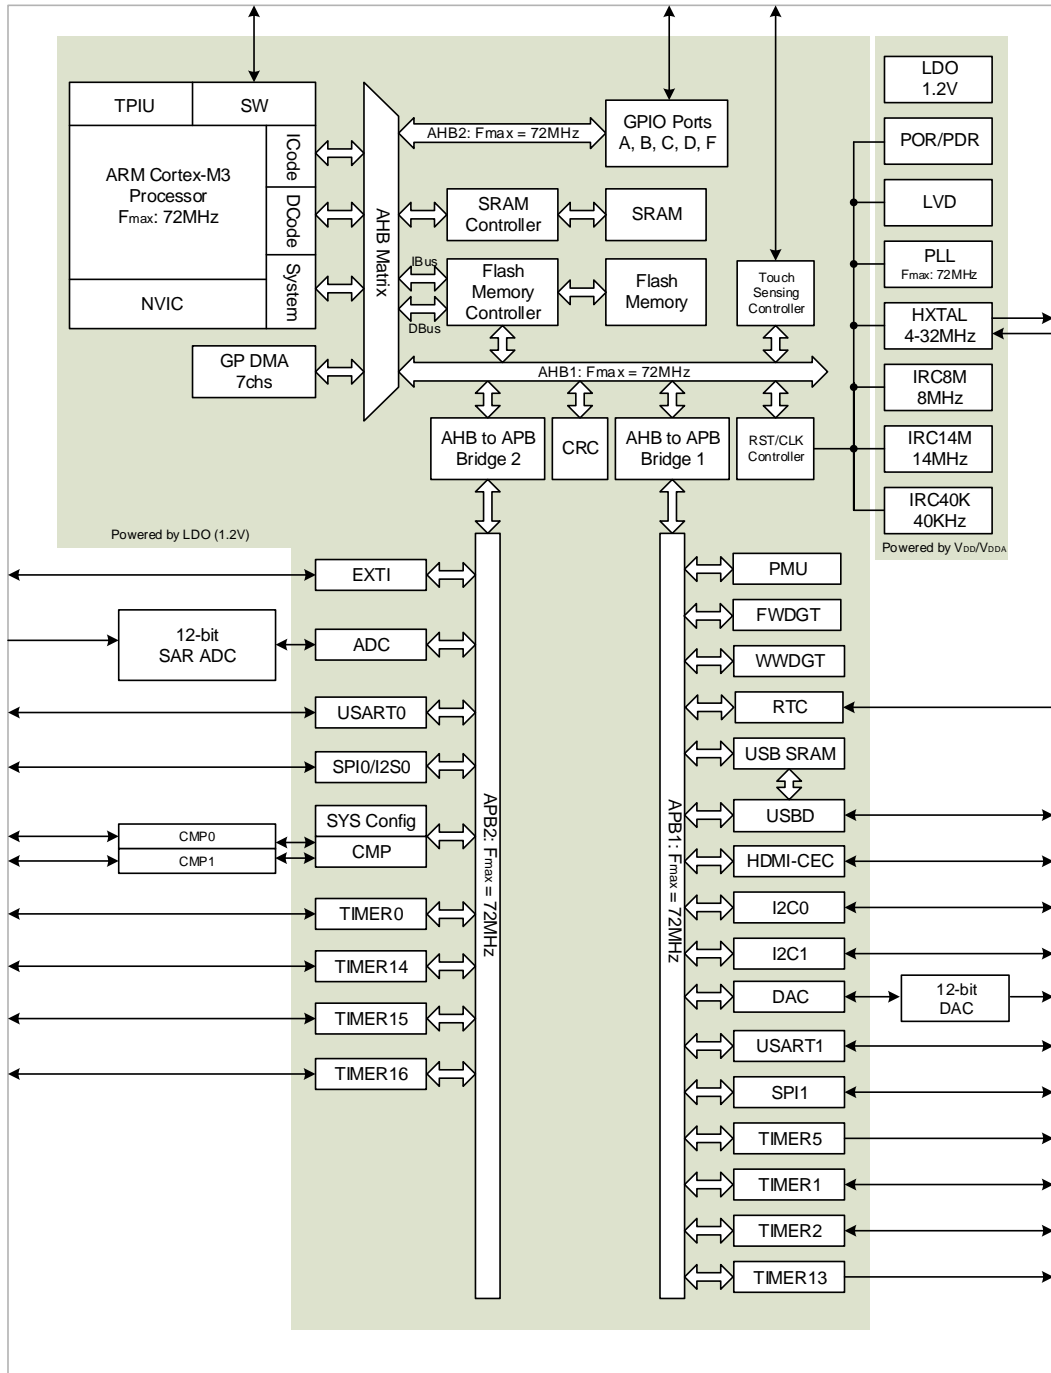 TPIU
SW
ARM Cortex-M3
Processor
Fmax: 72MHz
ICode
DCode
System
NVIC
GP DMA
7chs
AHB Matrix
AHB2: Fmax = 72MHz
GPIO Ports
A, B, C, D, F
SRAM
Controller
SRAM
IBus
DBus
Flash
Memory
Controller
Flash
Memory
Touch
Sensing
Controller
AHB1: Fmax = 72MHz
AHB to APB
Bridge 2
CRC
AHB to APB
Bridge 1
RST/CLK
Controller
LDO
1.2V
POR/PDR
LVD
PLL
Fmax: 72MHz
HXTAL
4-32MHz
IRC8M
8MHz
IRC14M
14MHz
IRC40K
40KHz
Powered by VDD/VDDA
Powered by LDO (1.2V)
EXTI
12-bit
SAR ADC
ADC
USART0
SPI0/I2S0
SYS Config
CMP
CMP0
CMP1
TIMER0
TIMER14
TIMER15
TIMER16
APB2: Fmax = 72MHz
APB1: Fmax = 72MHz
PMU
FWDGT
WWDGT
RTC
USB SRAM
USBD
HDMI-CEC
I2C0
I2C1
DAC
12-bit
DAC
USART1
SPI1
TIMER5
TIMER1
TIMER2
TIMER13